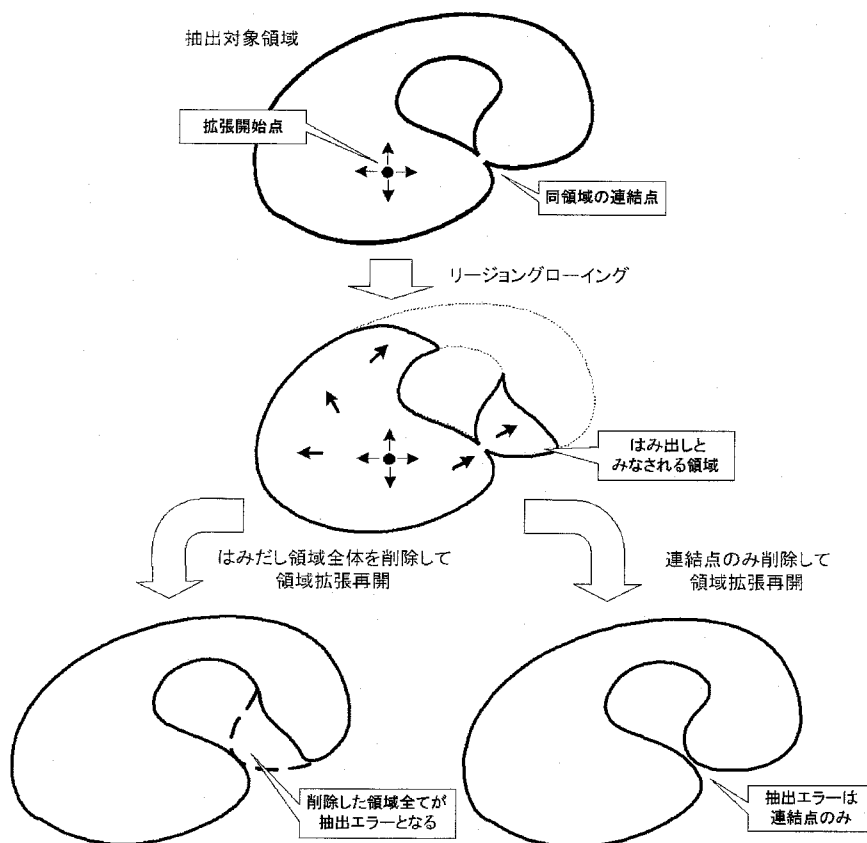 抽出対象領域
拡張開始点
同領域の連結点
リージョングローイング
はみ出しと
みなされる領域
はみだし領域全体を削除して
領域拡張再開
連結点のみ削除して
領域拡張再開
削除した領域全てが
抽出エラーとなる
抽出エラーは
連結点のみ